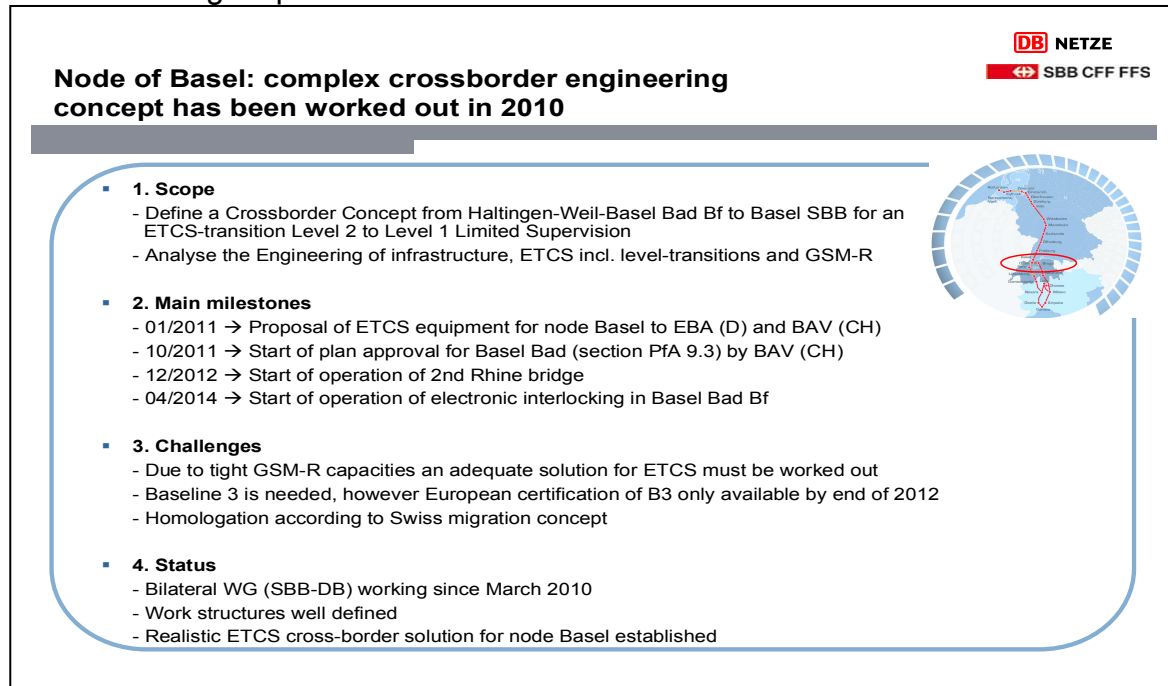 DB NETZE
SBB CFF FFS
Node of Basel: complex crossborder engineering
concept has been worked out in 2010
▪ 1. Scope
- Define a Crossborder Concept from Haltingen-Weil-Basel Bad Bf to Basel SBB for an
ETCS-transition Level 2 to Level 1 Limited Supervision
- Analyse the Engineering of infrastructure, ETCS incl. level-transitions and GSM-R
▪ 2. Main milestones
- 01/2011 → Proposal of ETCS equipment for node Basel to EBA (D) and BAV (CH)
- 10/2011 → Start of plan approval for Basel Bad (section PfA 9.3) by BAV (CH)
- 12/2012 → Start of operation of 2nd Rhine bridge
- 04/2014 → Start of operation of electronic interlocking in Basel Bad Bf
▪ 3. Challenges
- Due to tight GSM-R capacities an adequate solution for ETCS must be worked out
- Baseline 3 is needed, however European certification of B3 only available by end of 2012
- Homologation according to Swiss migration concept
▪ 4. Status
- Bilateral WG (SBB-DB) working since March 2010
- Work structures well defined
- Realistic ETCS cross-border solution for node Basel established